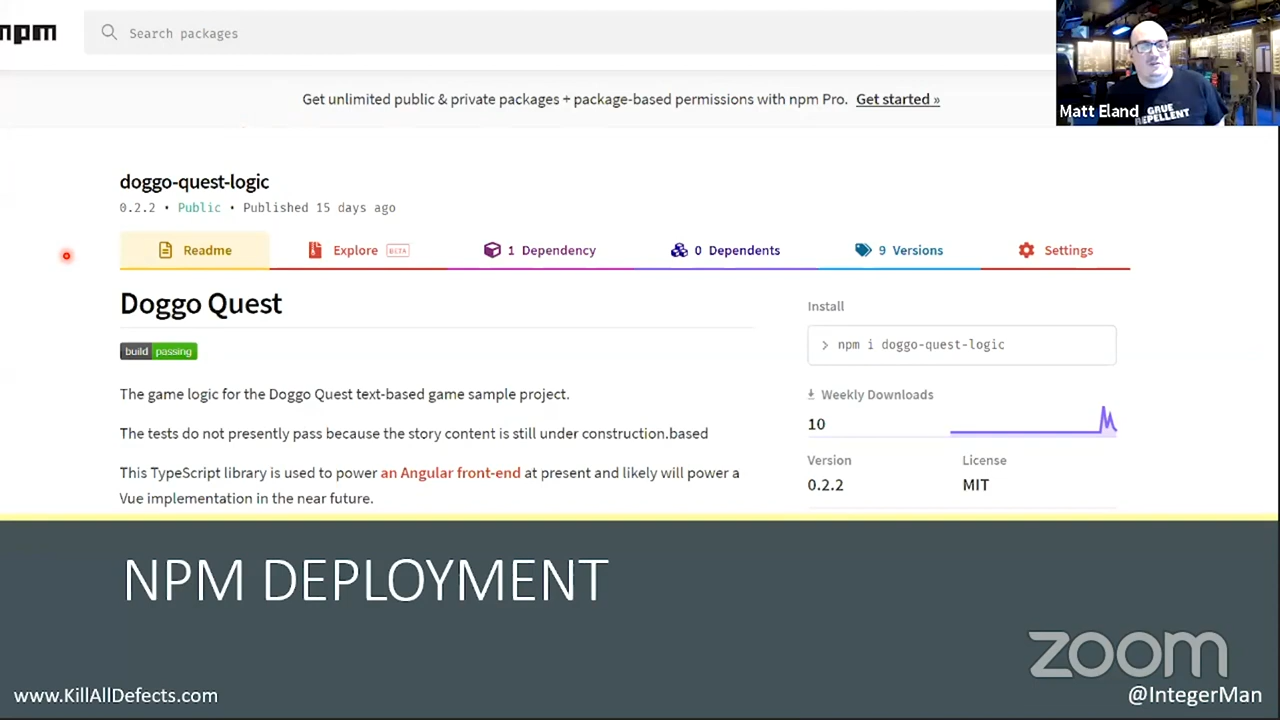 npm
Search packages
Get unlimited public & private packages + package-based permissions with npm Pro. Get started »
Matt Eland
GRUE
REPELLENT
doggo-quest-logic
0.2.2 • Public • Published 15 days ago
Readme
Explore BETA
1 Dependency
0 Dependents
9 Versions
Settings
Doggo Quest
build passing
The game logic for the Doggo Quest text-based game sample project.
The tests do not presently pass because the story content is still under construction.based
This TypeScript library is used to power an Angular front-end at present and likely will power a
Vue implementation in the near future.
Install
> npm i doggo-quest-logic
Weekly Downloads
10
Version
License
0.2.2
MIT
NPM DEPLOYMENT
zoom
www.KillAllDefects.com
@IntegerMan